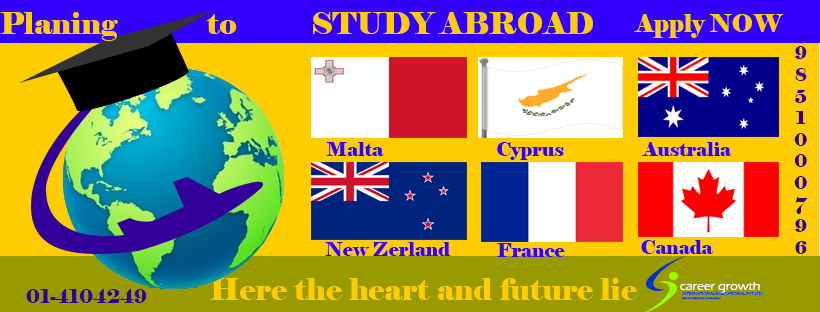 Planing to STUDY ABROAD Apply NOW
9851000796
Malta Cyprus Australia
New Zerland France Canada
01-4104249
Here the heart and future lie
career growth